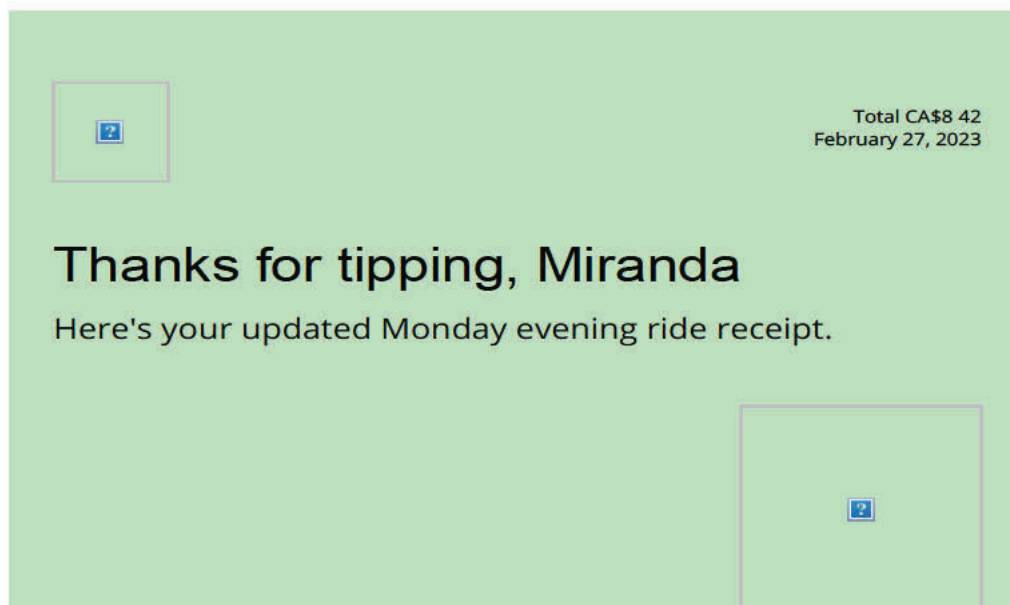 Total CA$8 42
February 27, 2023
Thanks for tipping, Miranda
Here's your updated Monday evening ride receipt.